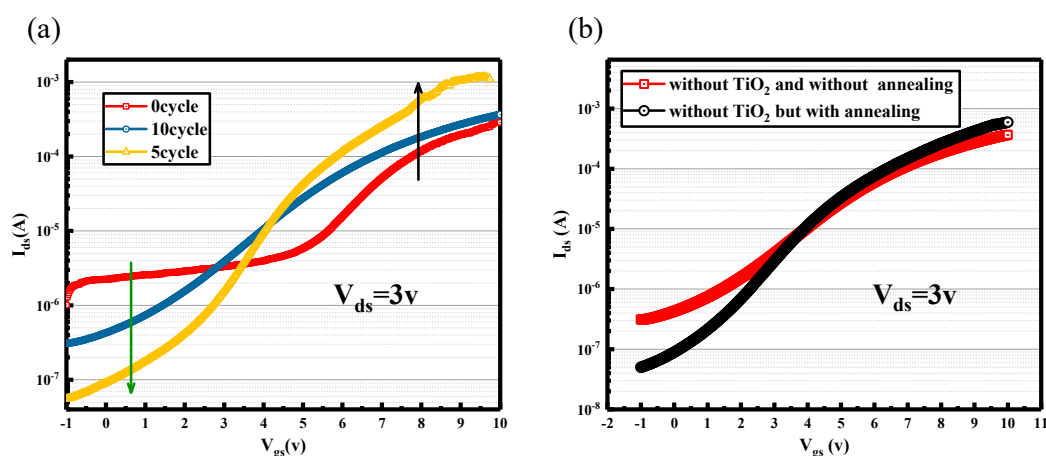 (a)
10⁻³
10⁻⁴
10⁻⁵
10⁻⁶
10⁻⁷
I_ds(A)
0cycle
10cycle
5cycle
V_ds=3v
-1 0 1 2 3 4 5 6 7 8 9 10
V_gs(v)
(b)
10⁻³
10⁻⁴
10⁻⁵
10⁻⁶
10⁻⁷
10⁻⁸
I_ds(A)
without TiO₂ and without annealing
without TiO₂ but with annealing
V_ds=3v
-2 -1 0 1 2 3 4 5 6 7 8 9 10 11
V_gs(v)